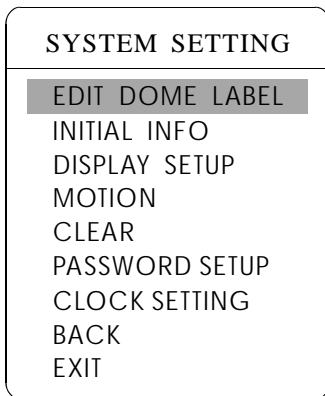 SYSTEM SETTING
EDIT DOME LABEL
INITIAL INFO
DISPLAY SETUP
MOTION
CLEAR
PASSWORD SETUP
CLOCK SETTING
BACK
EXIT